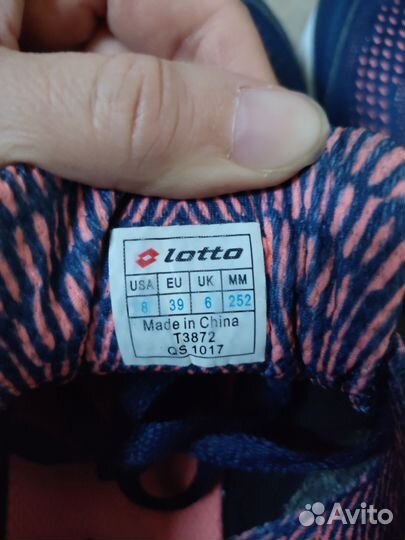 lotto
USA EU UK MM
8 39 6 252
Made in China
T3872
QS 1017
Avito